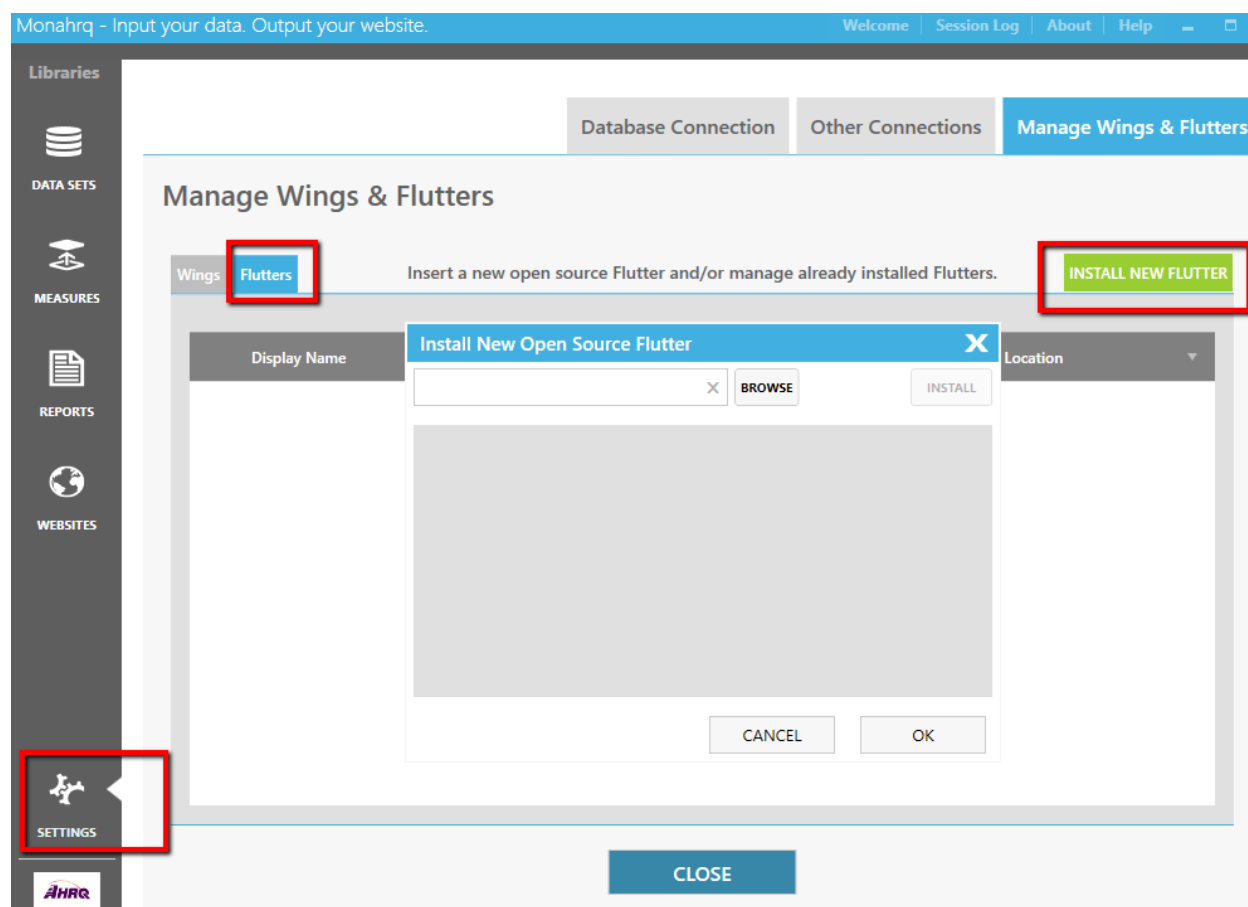 Monahrq - Input your data. Output your website.
Welcome Session Log About Help
Libraries
DATA SETS
MEASURES
REPORTS
WEBSITES
SETTINGS
AHRQ
Database Connection Other Connections Manage Wings & Flutters
Manage Wings & Flutters
Wings Flutters Insert a new open source Flutter and/or manage already installed Flutters. INSTALL NEW FLUTTER
Display Name Location
Install New Open Source Flutter X
BROWSE INSTALL
CANCEL OK
CLOSE